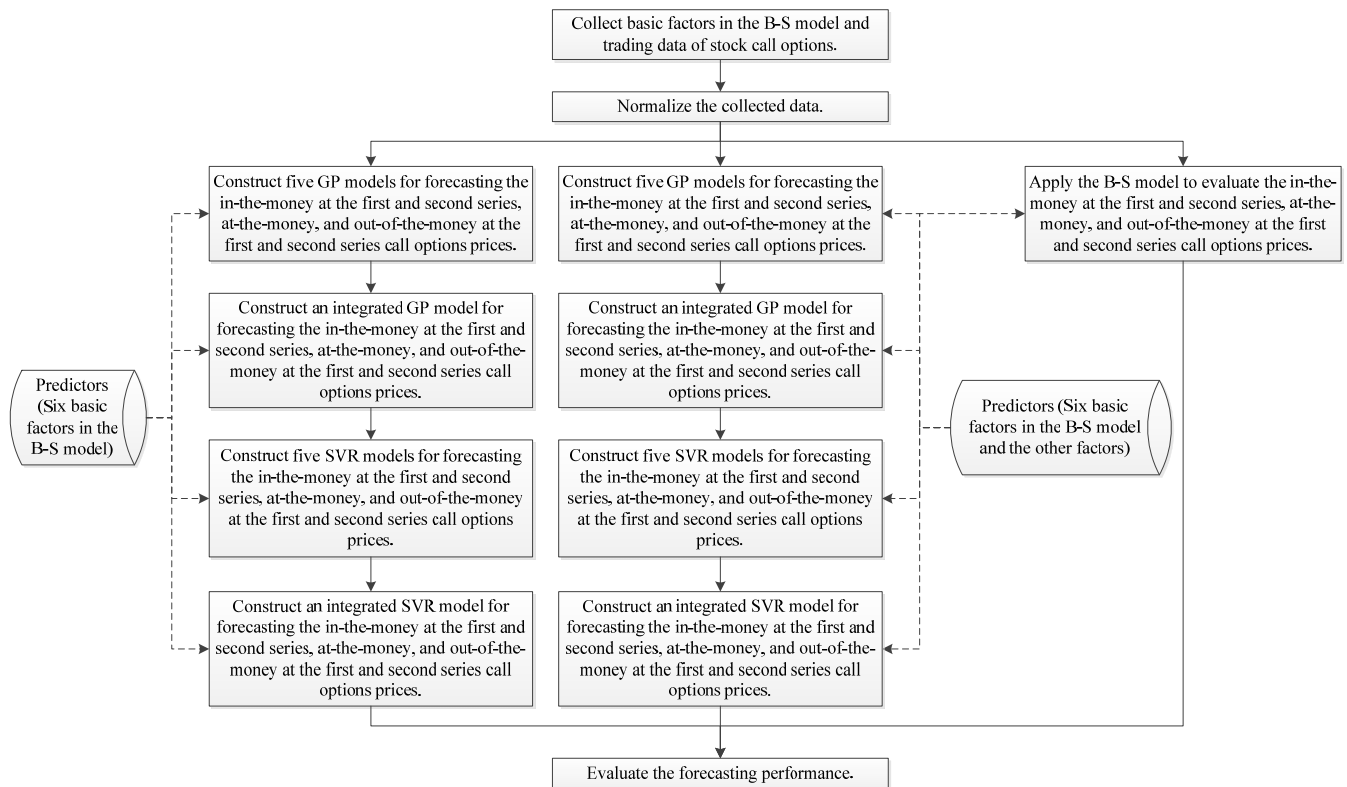 Collect basic factors in the B-S model and
trading data of stock call options.
Normalize the collected data.
Construct five GP models for forecasting the
in-the-money at the first and second series,
at-the-money, and out-of-the-money at the
first and second series call options prices.
Construct five GP models for forecasting the
in-the-money at the first and second series,
at-the-money, and out-of-the-money at the
first and second series call options prices.
Apply the B-S model to evaluate the in-the-
money at the first and second series, at-the-
money, and out-of-the-money at the first
and second series call options prices.
Construct an integrated GP model for
forecasting the in-the-money at the first and
second series, at-the-money, and out-of-the-
money at the first and second series call
options prices.
Construct an integrated GP model for
forecasting the in-the-money at the first and
second series, at-the-money, and out-of-the-
money at the first and second series call
options prices.
Predictors
(Six basic
factors in the
B-S model)
Predictors (Six basic
factors in the B-S model
and the other factors)
Construct five SVR models for forecasting
the in-the-money at the first and second
series, at-the-money, and out-of-the-money
at the first and second series call options
prices.
Construct five SVR models for forecasting
the in-the-money at the first and second
series, at-the-money, and out-of-the-money
at the first and second series call options
prices.
Construct an integrated SVR model for
forecasting the in-the-money at the first and
second series, at-the-money, and out-of-the-
money at the first and second series call
options prices.
Construct an integrated SVR model for
forecasting the in-the-money at the first and
second series, at-the-money, and out-of-the-
money at the first and second series call
options prices.
Evaluate the forecasting performance.